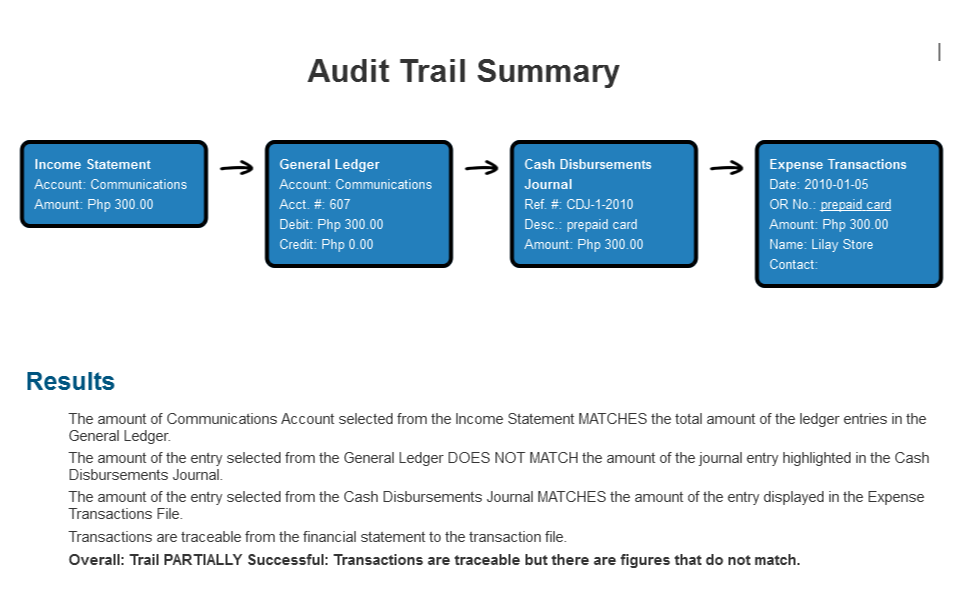 Audit Trail Summary
Income Statement
Account: Communications
Amount: Php 300.00
General Ledger
Account: Communications
Acct. #: 607
Debit: Php 300.00
Credit: Php 0.00
Cash Disbursements
Journal
Ref. #: CDJ-1-2010
Desc.: prepaid card
Amount: Php 300.00
Expense Transactions
Date: 2010-01-05
OR No.: prepaid card
Amount: Php 300.00
Name: Lilay Store
Contact:
Results
The amount of Communications Account selected from the Income Statement MATCHES the total amount of the ledger entries in the
General Ledger.
The amount of the entry selected from the General Ledger DOES NOT MATCH the amount of the journal entry highlighted in the Cash
Disbursements Journal.
The amount of the entry selected from the Cash Disbursements Journal MATCHES the amount of the entry displayed in the Expense
Transactions File.
Transactions are traceable from the financial statement to the transaction file.
Overall: Trail PARTIALLY Successful: Transactions are traceable but there are figures that do not match.